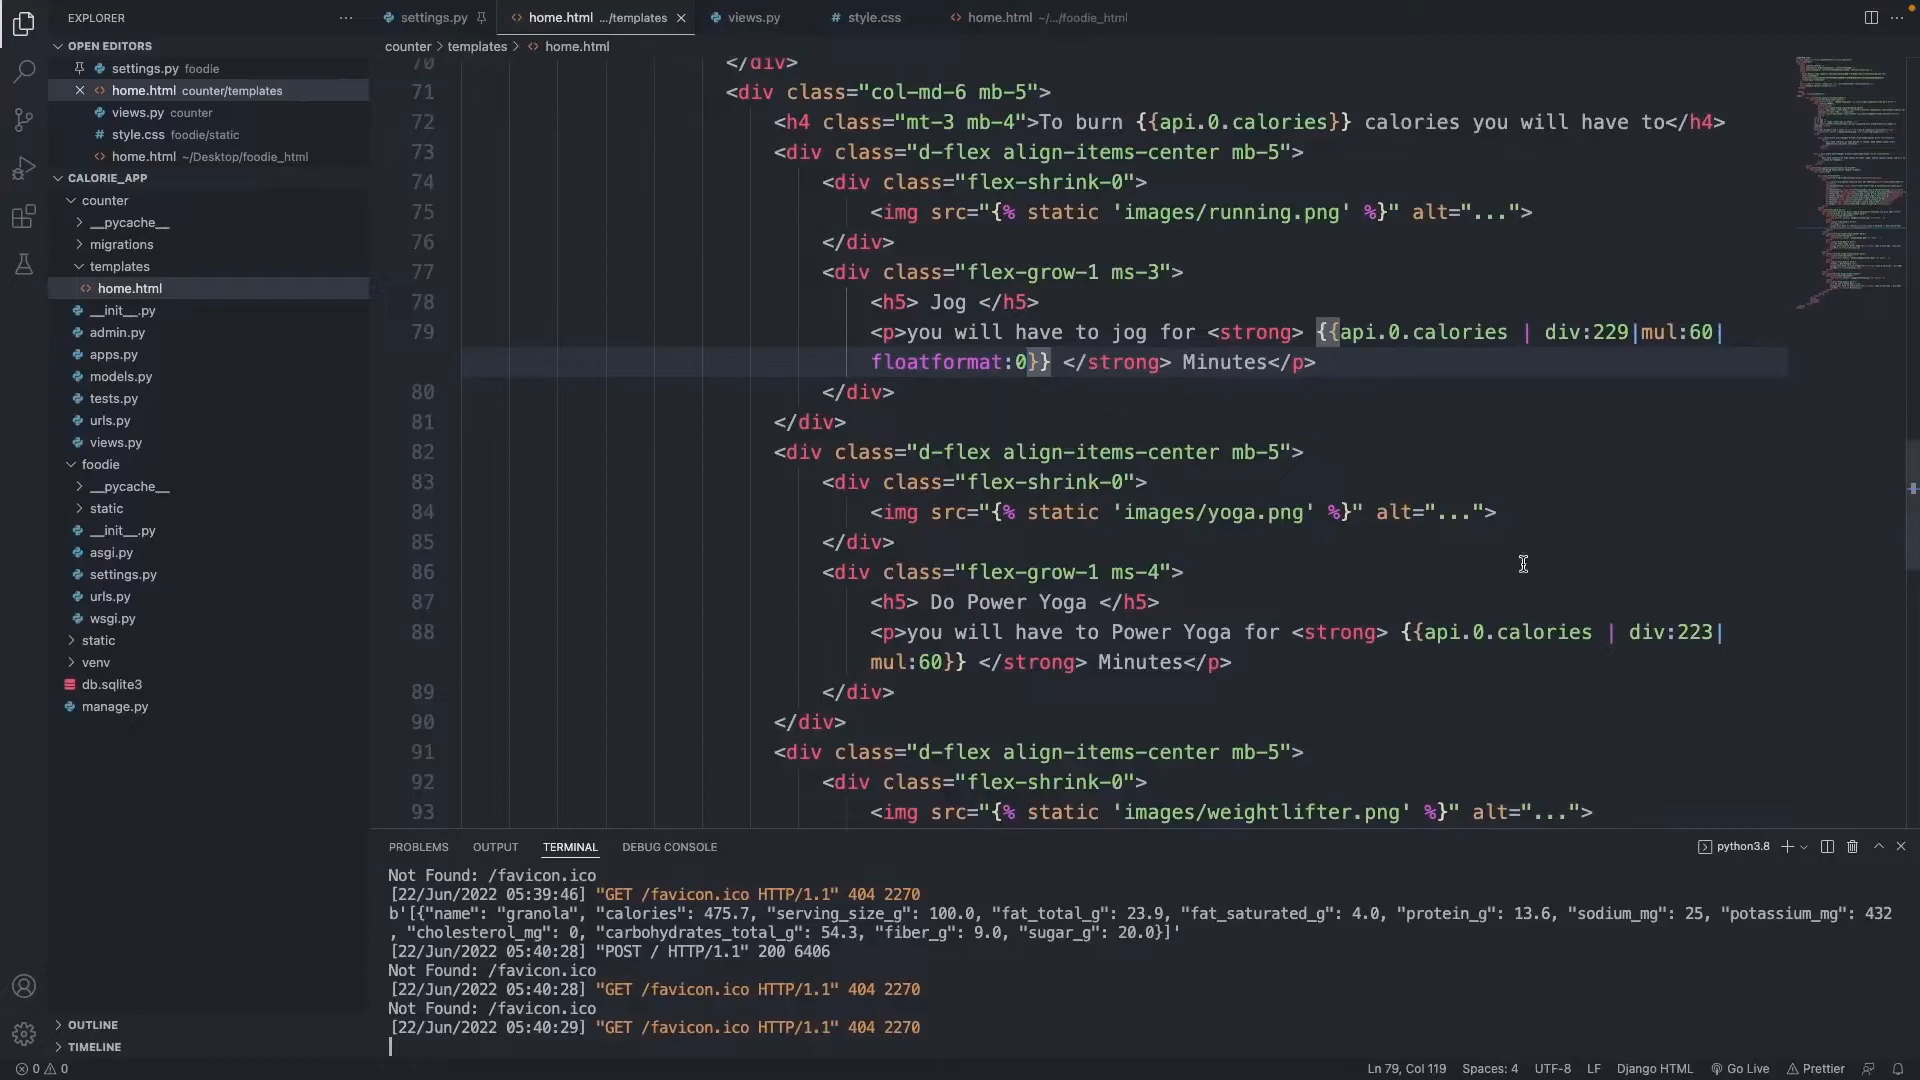 EXPLORER
OPEN EDITORS
settings.py foodie
home.html counter/templates
views.py counter
style.css foodie/static
home.html ~/Desktop/foodie_html
CALORIE_APP
counter
__pycache__
migrations
templates
home.html
__init__.py
admin.py
apps.py
models.py
tests.py
urls.py
views.py
foodie
__pycache__
static
__init__.py
asgi.py
settings.py
urls.py
wsgi.py
static
venv
db.sqlite3
manage.py
OUTLINE
TIMELINE
settings.py home.html .../templates views.py # style.css home.html ~/.../foodie_html
counter > templates > home.html
70 </div>
71 <div class="col-md-6 mb-5">
72 <h4 class="mt-3 mb-4">To burn {{api.0.calories}} calories you will have to</h4>
73 <div class="d-flex align-items-center mb-5">
74 <div class="flex-shrink-0">
75 <img src="{% static 'images/running.png' %}" alt="...">
76 </div>
77 <div class="flex-grow-1 ms-3">
78 <h5> Jog </h5>
79 <p>you will have to jog for <strong> {{api.0.calories | div:229|mul:60|
floatformat:0}} </strong> Minutes</p>
80 </div>
81 </div>
82 <div class="d-flex align-items-center mb-5">
83 <div class="flex-shrink-0">
84 <img src="{% static 'images/yoga.png' %}" alt="...">
85 </div>
86 <div class="flex-grow-1 ms-4">
87 <h5> Do Power Yoga </h5>
88 <p>you will have to Power Yoga for <strong> {{api.0.calories | div:223|
mul:60}} </strong> Minutes</p>
89 </div>
90 </div>
91 <div class="d-flex align-items-center mb-5">
92 <div class="flex-shrink-0">
93 <img src="{% static 'images/weightlifter.png' %}" alt="...">
PROBLEMS OUTPUT TERMINAL DEBUG CONSOLE python3.8
Not Found: /favicon.ico
[22/Jun/2022 05:39:46] "GET /favicon.ico HTTP/1.1" 404 2270
b'[{"name": "granola", "calories": 475.7, "serving_size_g": 100.0, "fat_total_g": 23.9, "fat_saturated_g": 4.0, "protein_g": 13.6, "sodium_mg": 25, "potassium_mg": 432
, "cholesterol_mg": 0, "carbohydrates_total_g": 54.3, "fiber_g": 9.0, "sugar_g": 20.0}]'
[22/Jun/2022 05:40:28] "POST / HTTP/1.1" 200 6406
Not Found: /favicon.ico
[22/Jun/2022 05:40:28] "GET /favicon.ico HTTP/1.1" 404 2270
Not Found: /favicon.ico
[22/Jun/2022 05:40:29] "GET /favicon.ico HTTP/1.1" 404 2270
0 0 Ln 79, Col 119 Spaces: 4 UTF-8 LF Django HTML Go Live Prettier